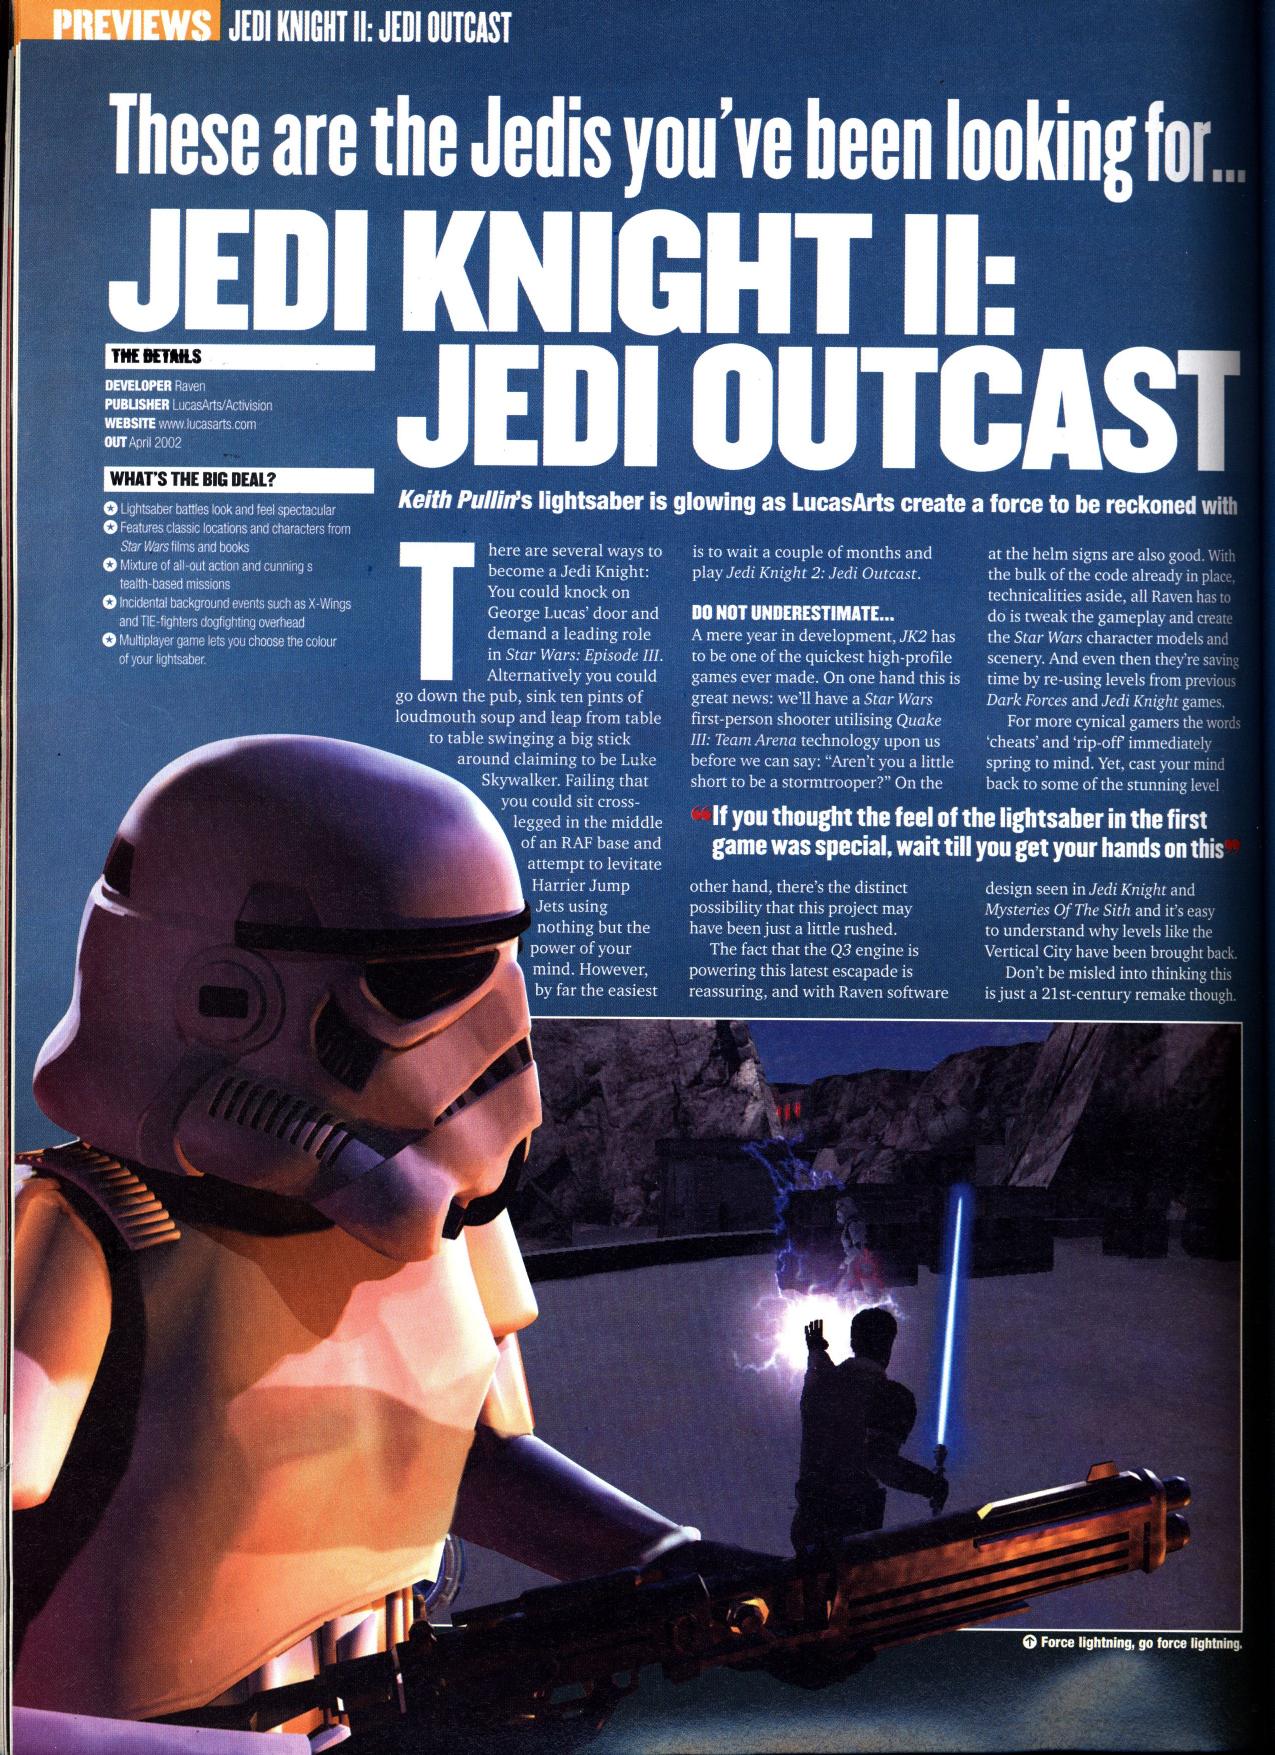 PREVIEWS JEDI KNIGHT II: JEDI OUTCAST
These are the Jedis you've been looking for...
JEDI KNIGHT II:
JEDI OUTCAST
THE DETAILS
DEVELOPER Raven
PUBLISHER LucasArts/Activision
WEBSITE www.lucasarts.com
OUT April 2002
WHAT'S THE BIG DEAL?
Lightsaber battles look and feel spectacular
Features classic locations and characters from
Star Wars films and books
Mixture of all-out action and cunning s
tealth-based missions
Incidental background events such as X-Wings
and TIE-fighters dogfighting overhead
Multiplayer game lets you choose the colour
of your lightsaber.
Keith Pullin's lightsaber is glowing as LucasArts create a force to be reckoned with
There are several ways to
become a Jedi Knight:
You could knock on
George Lucas' door and
demand a leading role
in Star Wars: Episode III.
Alternatively you could
go down the pub, sink ten pints of
loudmouth soup and leap from table
to table swinging a big stick
around claiming to be Luke
Skywalker. Failing that
you could sit cross-
legged in the middle
of an RAF base and
attempt to levitate
Harrier Jump
Jets using
nothing but the
power of your
mind. However,
by far the easiest
is to wait a couple of months and
play Jedi Knight 2: Jedi Outcast.
DO NOT UNDERESTIMATE...
A mere year in development, JK2 has
to be one of the quickest high-profile
games ever made. On one hand this is
great news: we'll have a Star Wars
first-person shooter utilising Quake
III: Team Arena technology upon us
before we can say: "Aren't you a little
short to be a stormtrooper?" On the
"If you thought the feel of the lightsaber in the first
game was special, wait till you get your hands on this"
other hand, there's the distinct
possibility that this project may
have been just a little rushed.
The fact that the Q3 engine is
powering this latest escapade is
reassuring, and with Raven software
at the helm signs are also good. With
the bulk of the code already in place,
technicalities aside, all Raven has to
do is tweak the gameplay and create
the Star Wars character models and
scenery. And even then they're saving
time by re-using levels from previous
Dark Forces and Jedi Knight games.
For more cynical gamers the words
'cheats' and 'rip-off' immediately
spring to mind. Yet, cast your mind
back to some of the stunning level
design seen in Jedi Knight and
Mysteries Of The Sith and it's easy
to understand why levels like the
Vertical City have been brought back.
Don't be misled into thinking this
is just a 21st-century remake though.
Force lightning, go force lightning.